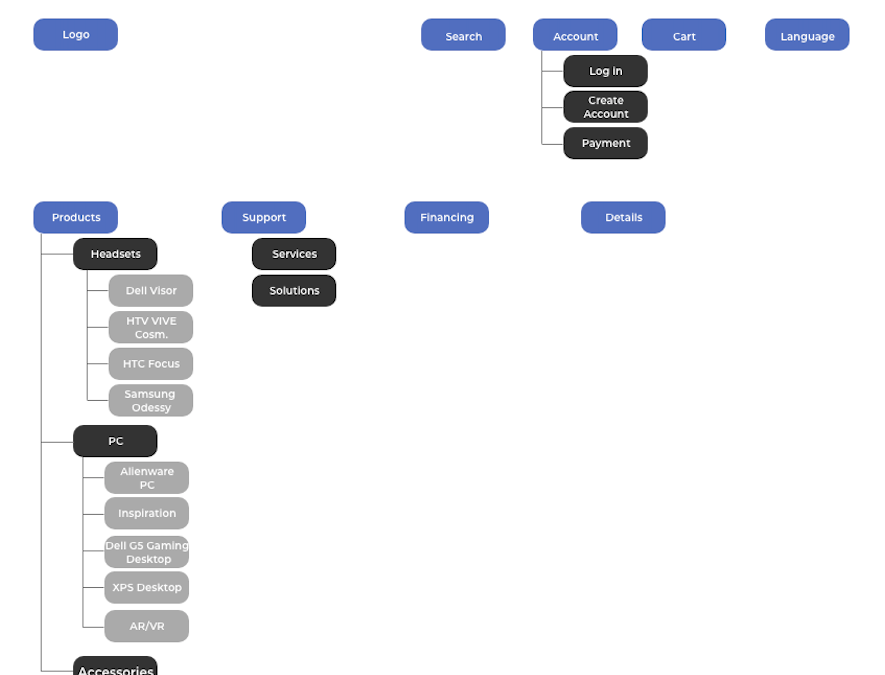 Logo
Search
Account
Cart
Language
Log in
Create
Account
Payment
Products
Support
Financing
Details
Headsets
Services
Dell Visor
Solutions
HTV VIVE
Cosm.
HTC Focus
Samsung
Odessy
PC
Alienware
PC
Inspiration
Dell G5 Gaming
Desktop
XPS Desktop
AR/VR
Accessories